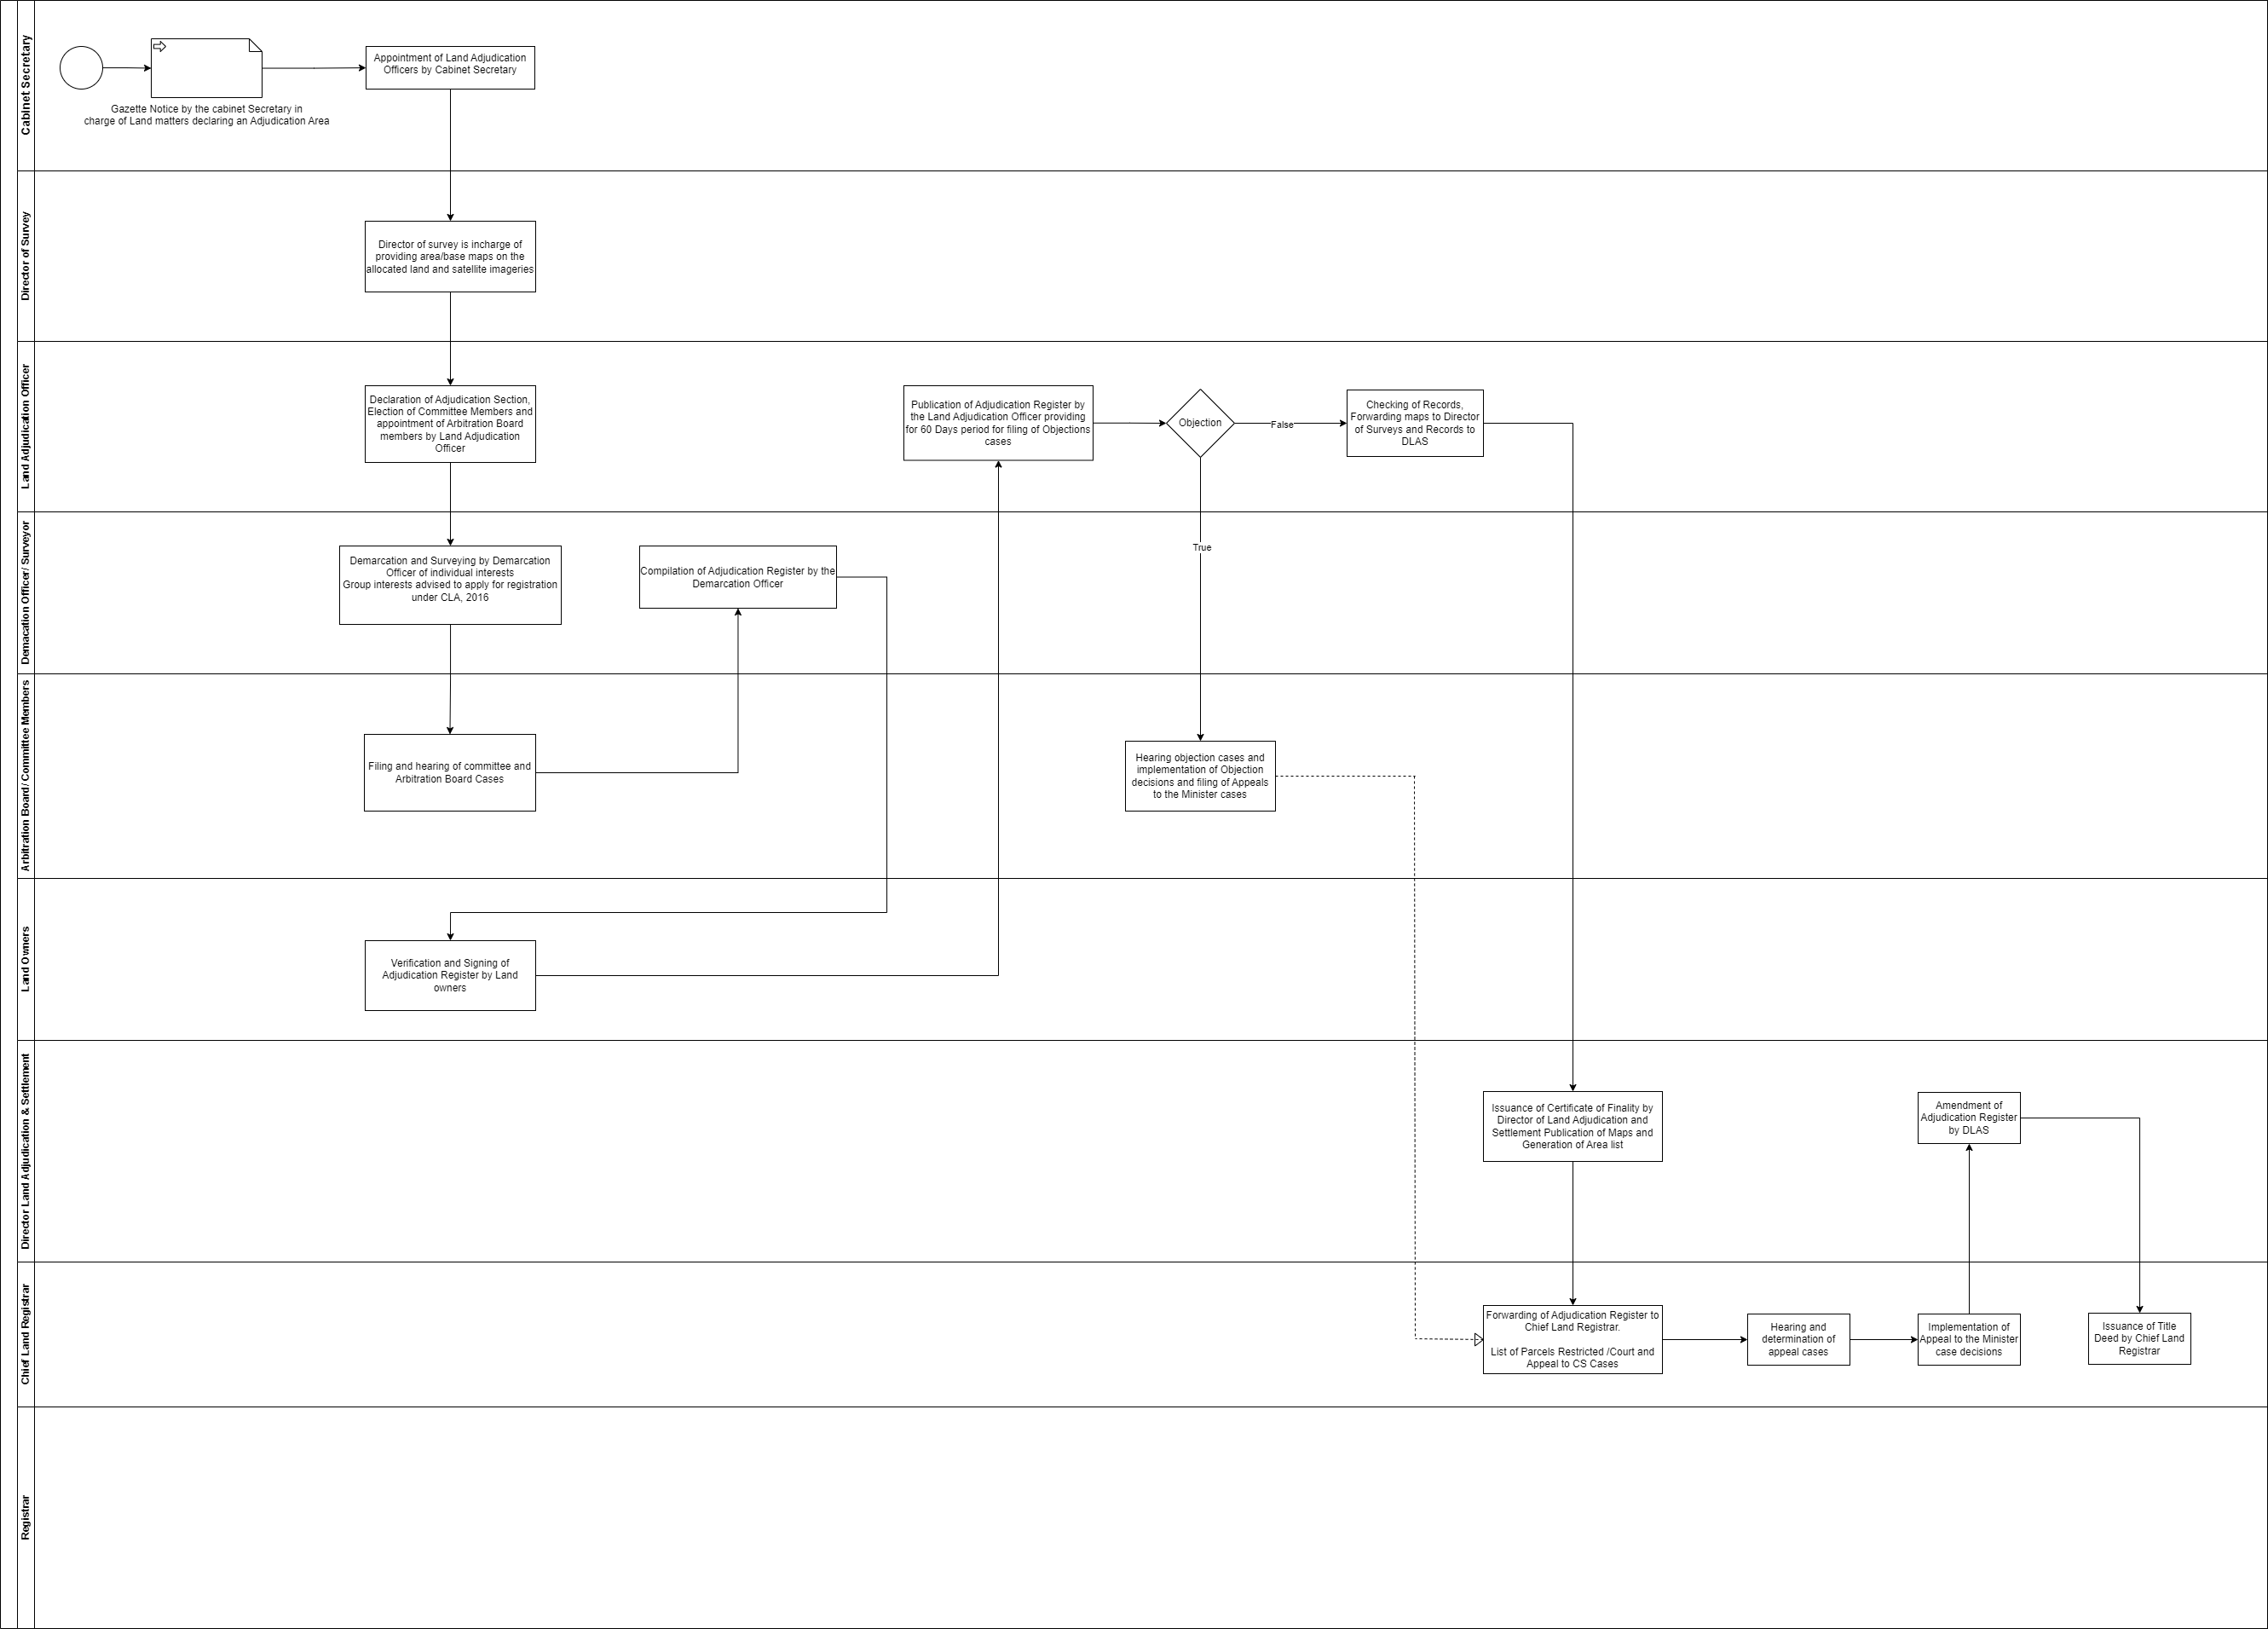 Cabinet Secretary
Appointment of Land Adjudication
Officers by Cabinet Secretary
Gazette Notice by the cabinet Secretary in
charge of Land matters declaring an Adjudication Area
Director of Survey
Director of survey is incharge of
providing area/base maps on the
allocated land and satellite imageries
Land Adjudication Officer
Declaration of Adjudication Section,
Election of Committee Members and
appointment of Arbitration Board
members by Land Adjudication
Officer
Publication of Adjudication Register by
the Land Adjudication Officer providing
for 60 Days period for filing of Objections
cases
Objection
False
Checking of Records,
Forwarding maps to Director
of Surveys and Records to
DLAS
Demacation Officer/ Surveyor
Demarcation and Surveying by Demarcation
Officer of individual interests
Group interests advised to apply for registration
under CLA, 2016
Compilation of Adjudication Register by the
Demarcation Officer
True
Arbitration Board/ Committee Members
Filing and hearing of committee and
Arbitration Board Cases
Hearing objection cases and
implementation of Objection
decisions and filing of Appeals
to the Minister cases
Land Owners
Verification and Signing of
Adjudication Register by Land
owners
Director Land Adjudication & Settlement
Issuance of Certificate of Finality by
Director of Land Adjudication and
Settlement Publication of Maps and
Generation of Area list
Amendment of
Adjudication Register
by DLAS
Chief Land Registrar
Forwarding of Adjudication Register to
Chief Land Registrar.
List of Parcels Restricted /Court and
Appeal to CS Cases
Hearing and
determination of
appeal cases
Implementation of
Appeal to the Minister
case decisions
Issuance of Title
Deed by Chief Land
Registrar
Registrar